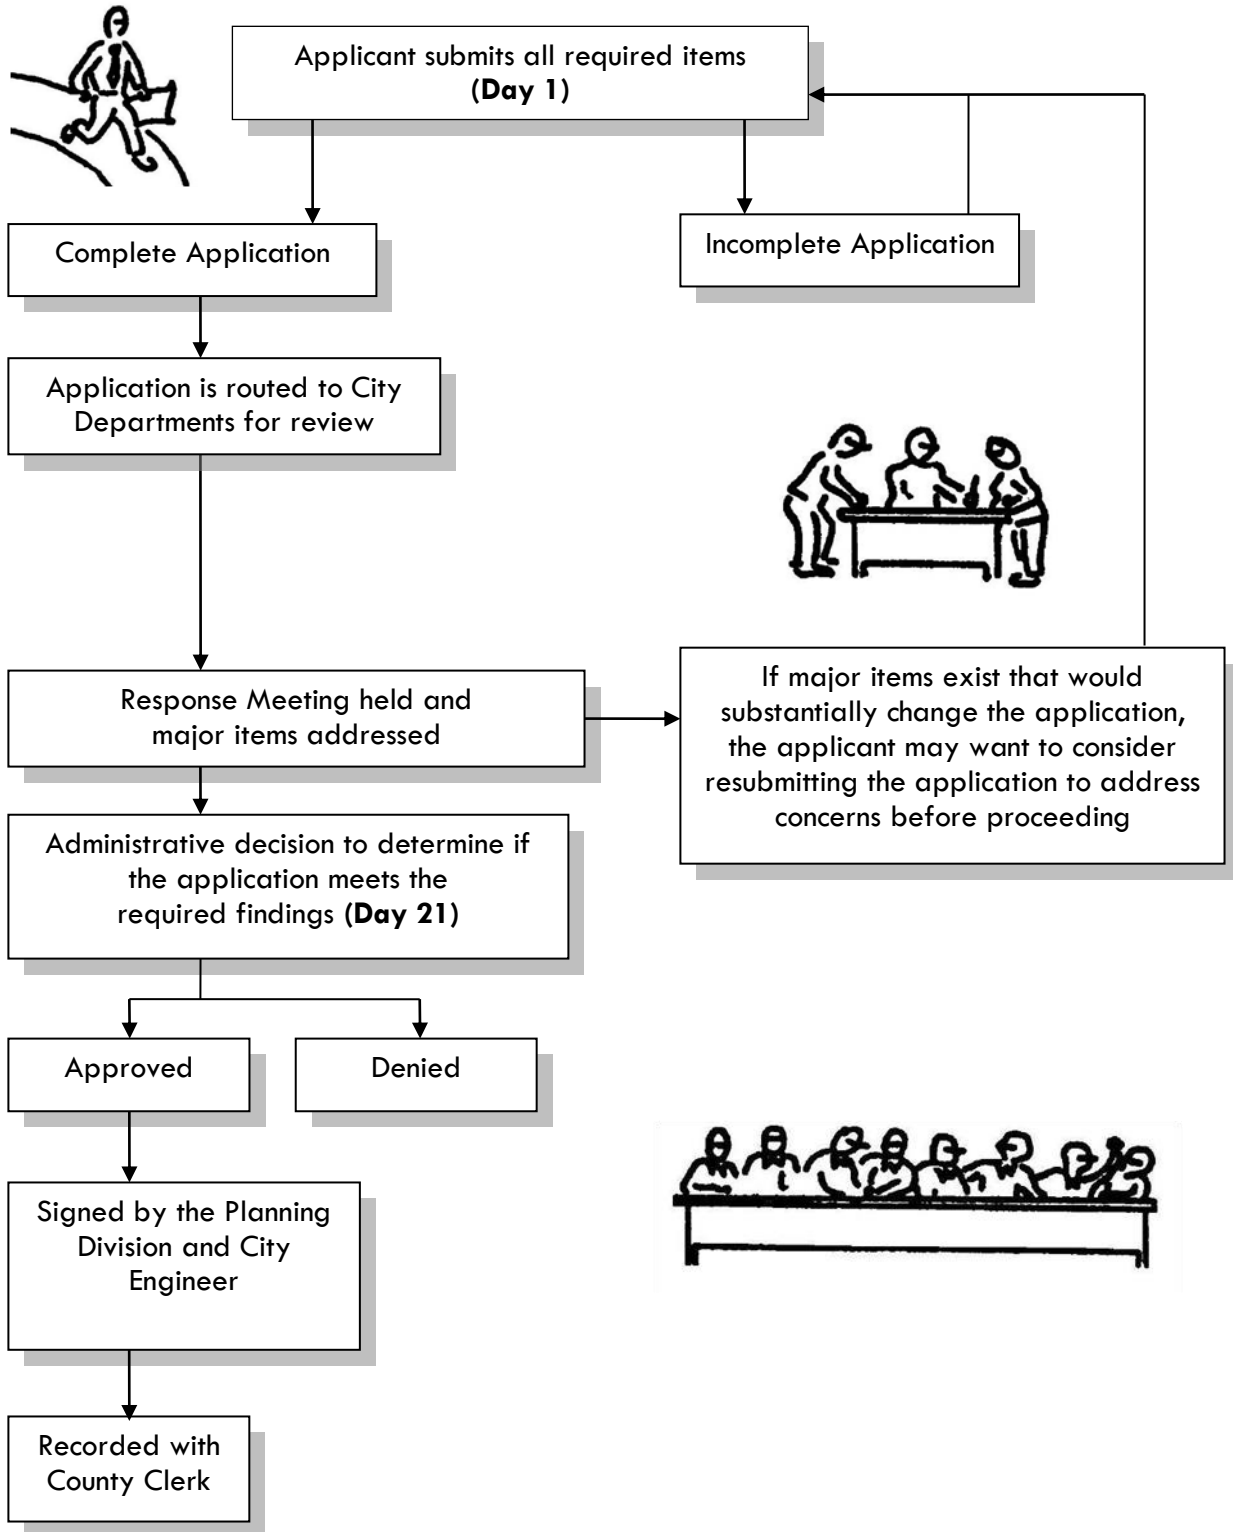 Applicant submits all required items
(Day 1)
Complete Application
Incomplete Application
Application is routed to City
Departments for review
Response Meeting held and
major items addressed
If major items exist that would
substantially change the application,
the applicant may want to consider
resubmitting the application to address
concerns before proceeding
Administrative decision to determine if
the application meets the
required findings (Day 21)
Approved
Denied
Signed by the Planning
Division and City
Engineer
Recorded with
County Clerk